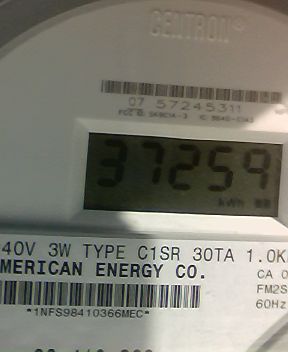 CENTRON®
07 57245311
37259
kWh
40V 3W TYPE C1SR 30TA 1.0K
MERICAN ENERGY CO.
CA 0
FM2S
60Hz
*1NFS98410366MEC*